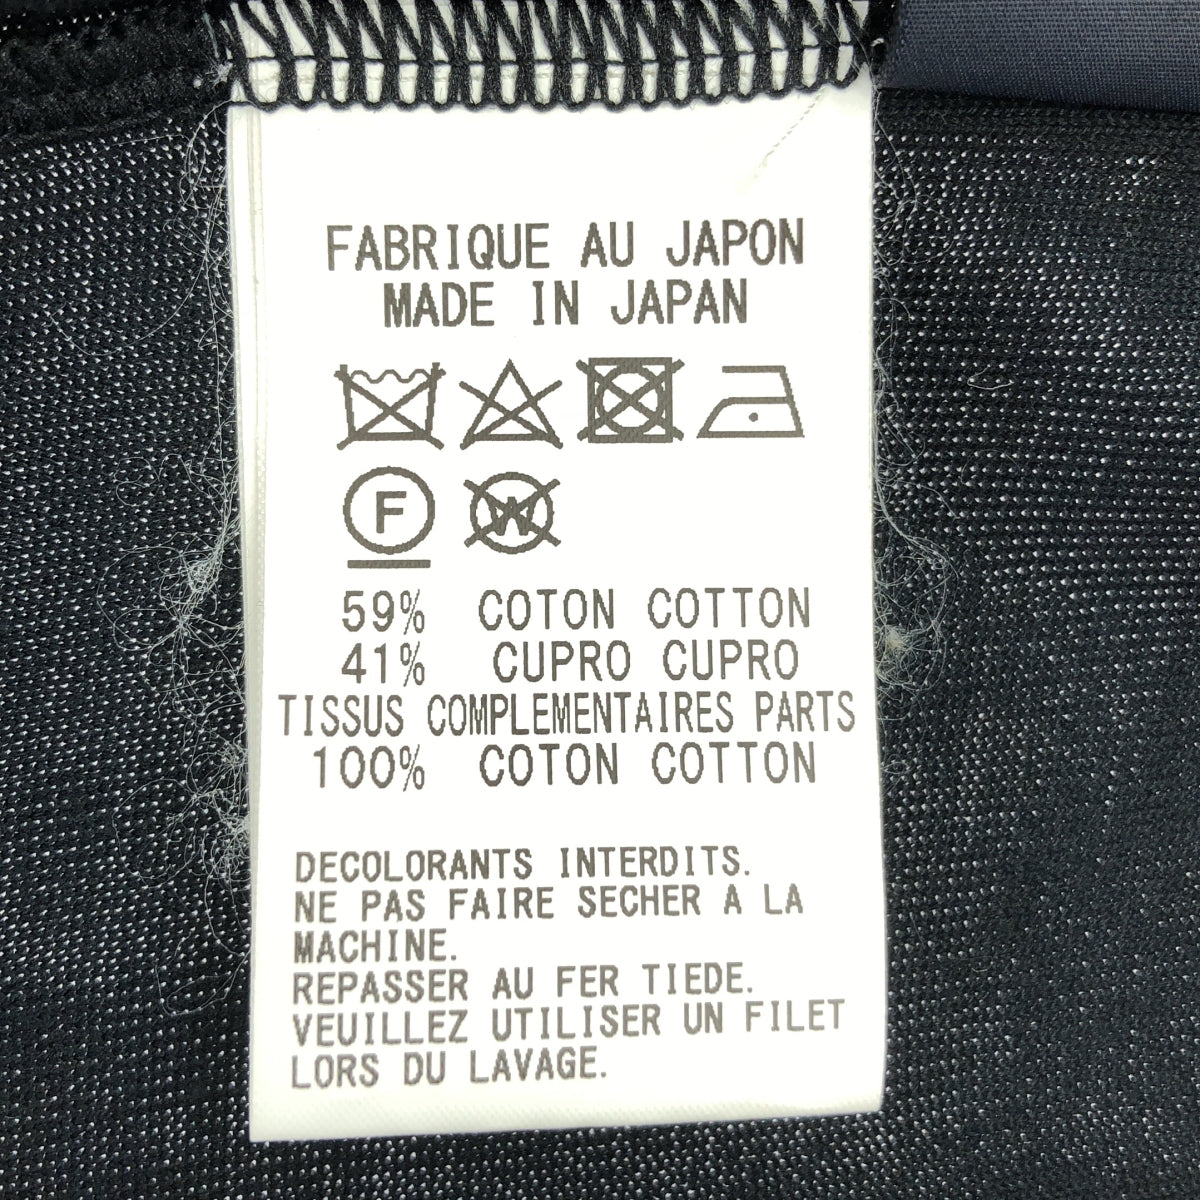 FABRIQUE AU JAPON
MADE IN JAPAN
F W
59% COTON COTTON
41% CUPRO CUPRO
TISSUS COMPLEMENTAIRES PARTS
100% COTON COTTON
DECOLORANTS INTERDITS.
NE PAS FAIRE SECHER A LA
MACHINE.
REPASSER AU FER TIEDE.
VEUILLEZ UTILISER UN FILET
LORS DU LAVAGE.